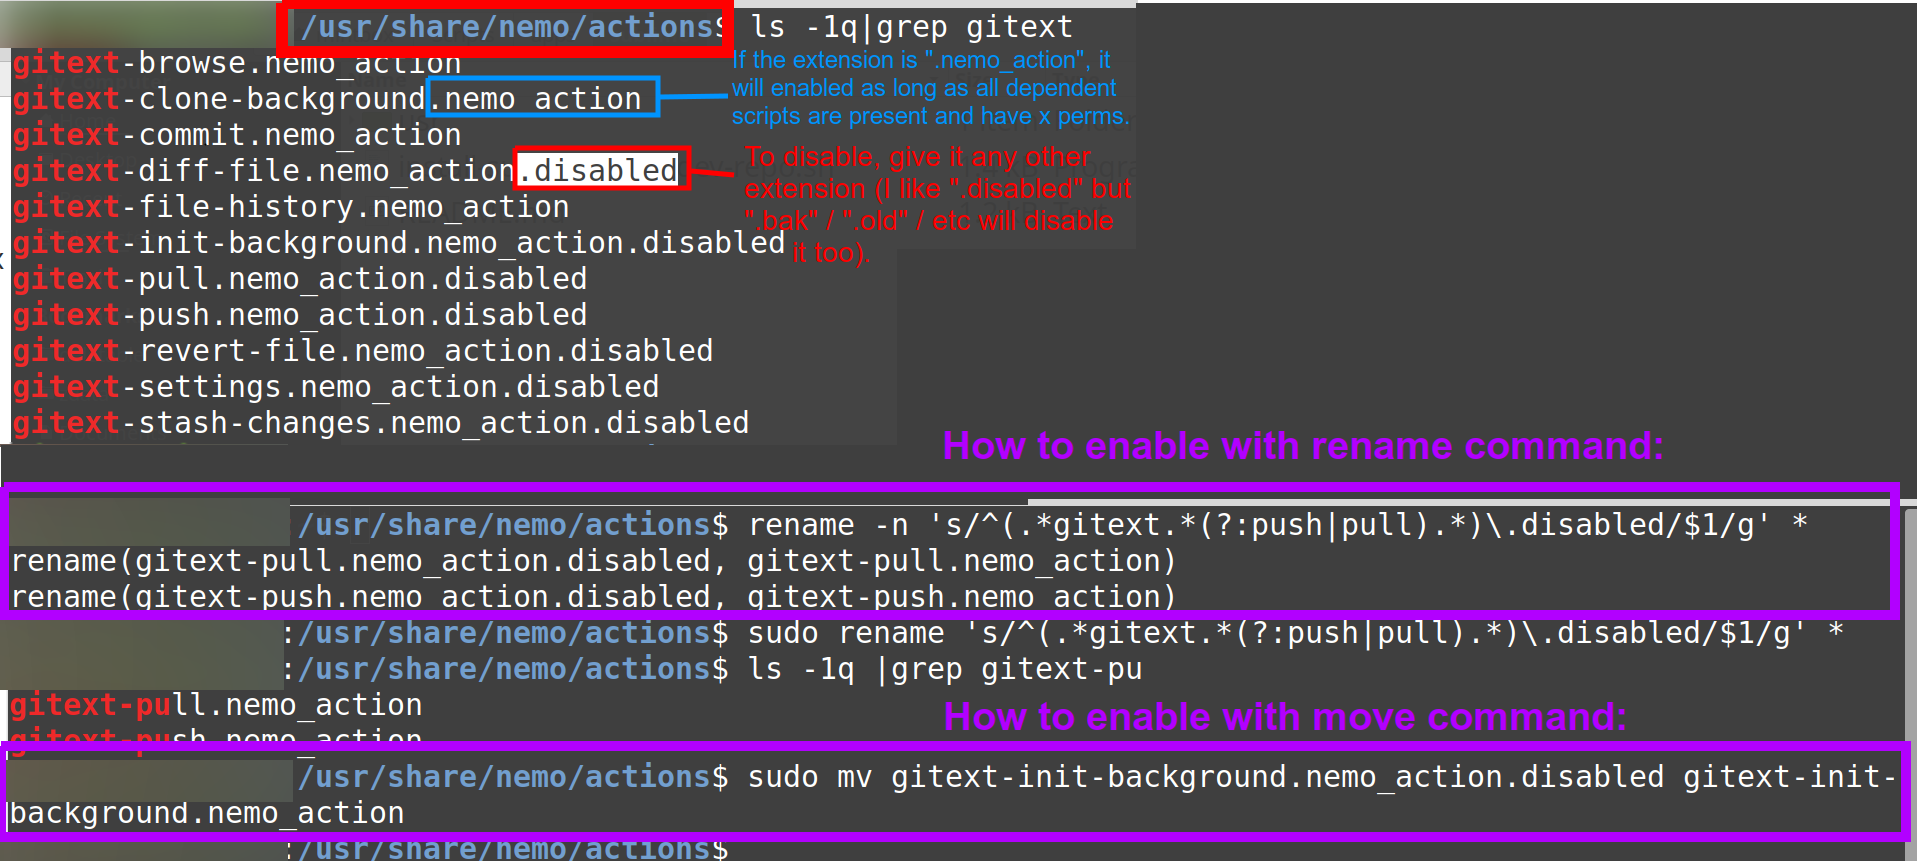 /usr/share/nemo/actions$ ls -1q|grep gitext
gitext-browse.nemo_action
gitext-clone-background.nemo_action
gitext-commit.nemo_action
gitext-diff-file.nemo_action.disabled
gitext-file-history.nemo_action
gitext-init-background.nemo_action.disabled
gitext-pull.nemo_action.disabled
gitext-push.nemo_action.disabled
gitext-revert-file.nemo_action.disabled
gitext-settings.nemo_action.disabled
gitext-stash-changes.nemo_action.disabled
If the extension is ".nemo_action", it
will enabled as long as all dependent
scripts are present and have x perms.
To disable, give it any other
extension (I like ".disabled" but
".bak" / ".old" / etc will disable
it too).
How to enable with rename command:
:/usr/share/nemo/actions$ rename -n 's/^(.*gitext.*(?:push|pull).*)\.disabled/$1/g' *
rename(gitext-pull.nemo_action.disabled, gitext-pull.nemo_action)
rename(gitext-push.nemo_action.disabled, gitext-push.nemo_action)
:/usr/share/nemo/actions$ sudo rename 's/^(.*gitext.*(?:push|pull).*)\.disabled/$1/g' *
:/usr/share/nemo/actions$ ls -1q |grep gitext-pu
gitext-pull.nemo_action
gitext-push.nemo_action
How to enable with move command:
/usr/share/nemo/actions$ sudo mv gitext-init-background.nemo_action.disabled gitext-init-
background.nemo_action
:/usr/share/nemo/actions$